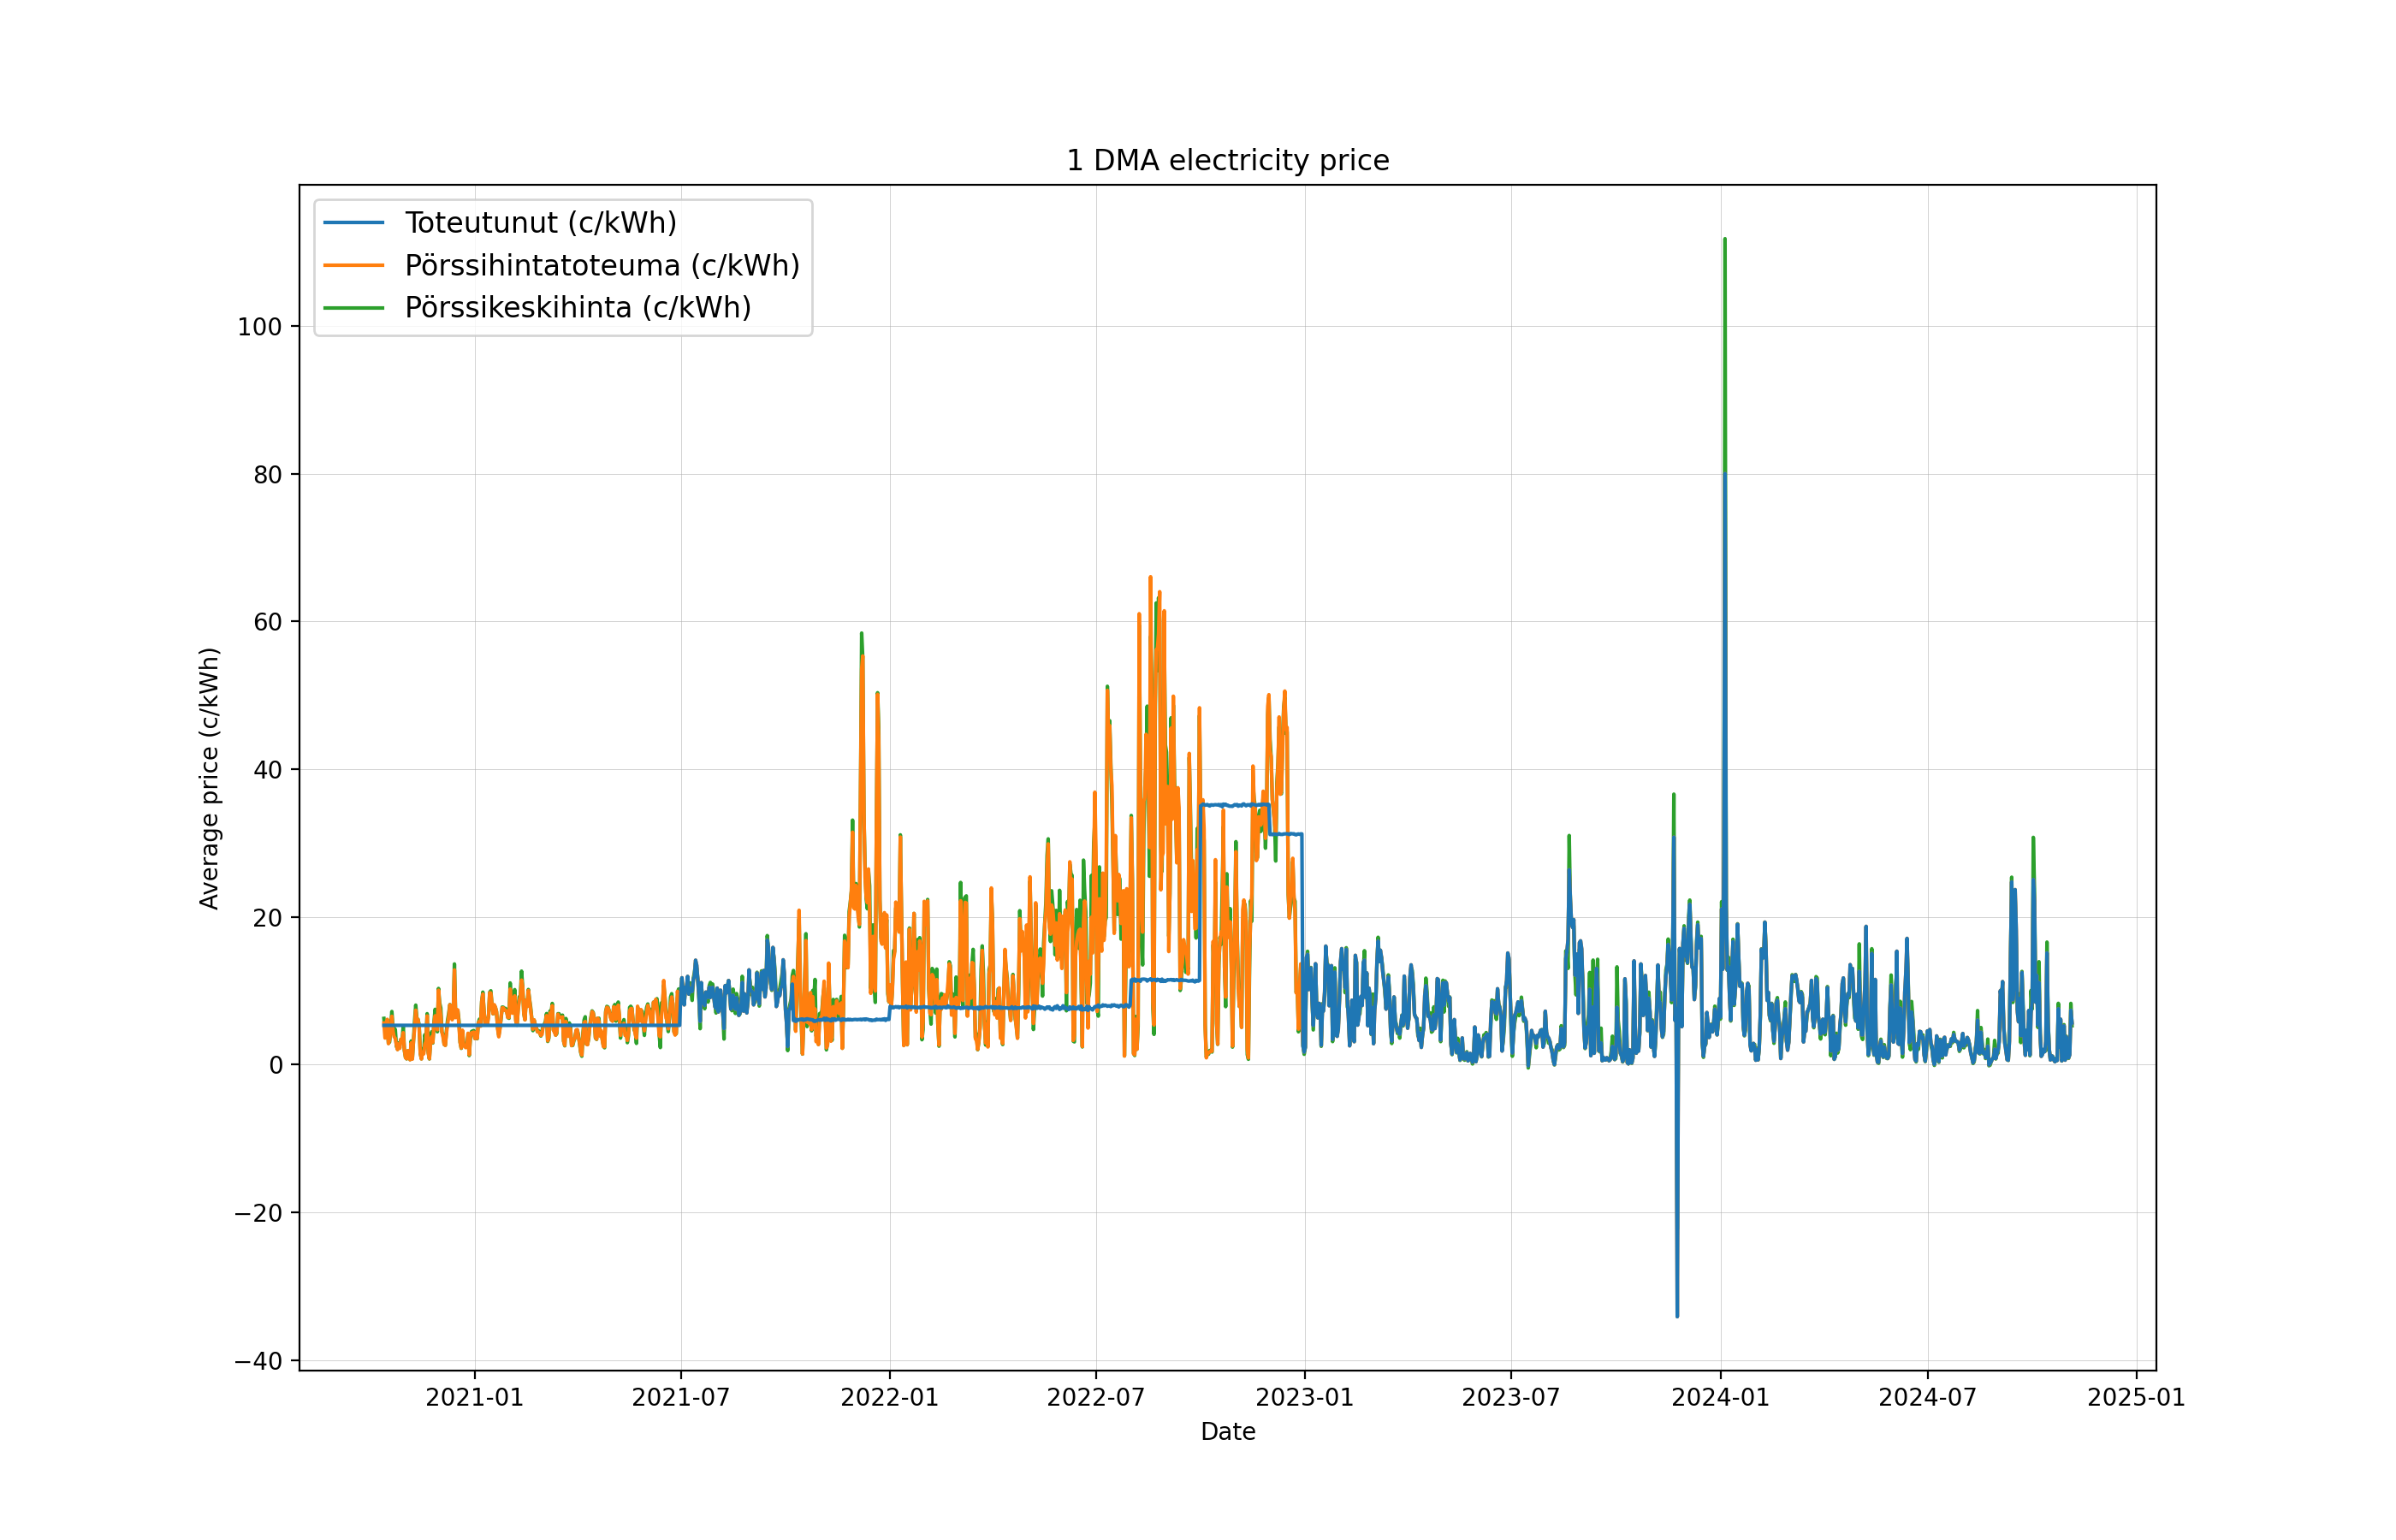 1 DMA electricity price
Toteutunut (c/kWh)
Pörssihintatoteuma (c/kWh)
Pörssikeskihinta (c/kWh)
Average price (c/kWh)
100
80
60
40
20
0
−20
−40
2021-01
2021-07
2022-01
2022-07
2023-01
2023-07
2024-01
2024-07
2025-01
Date